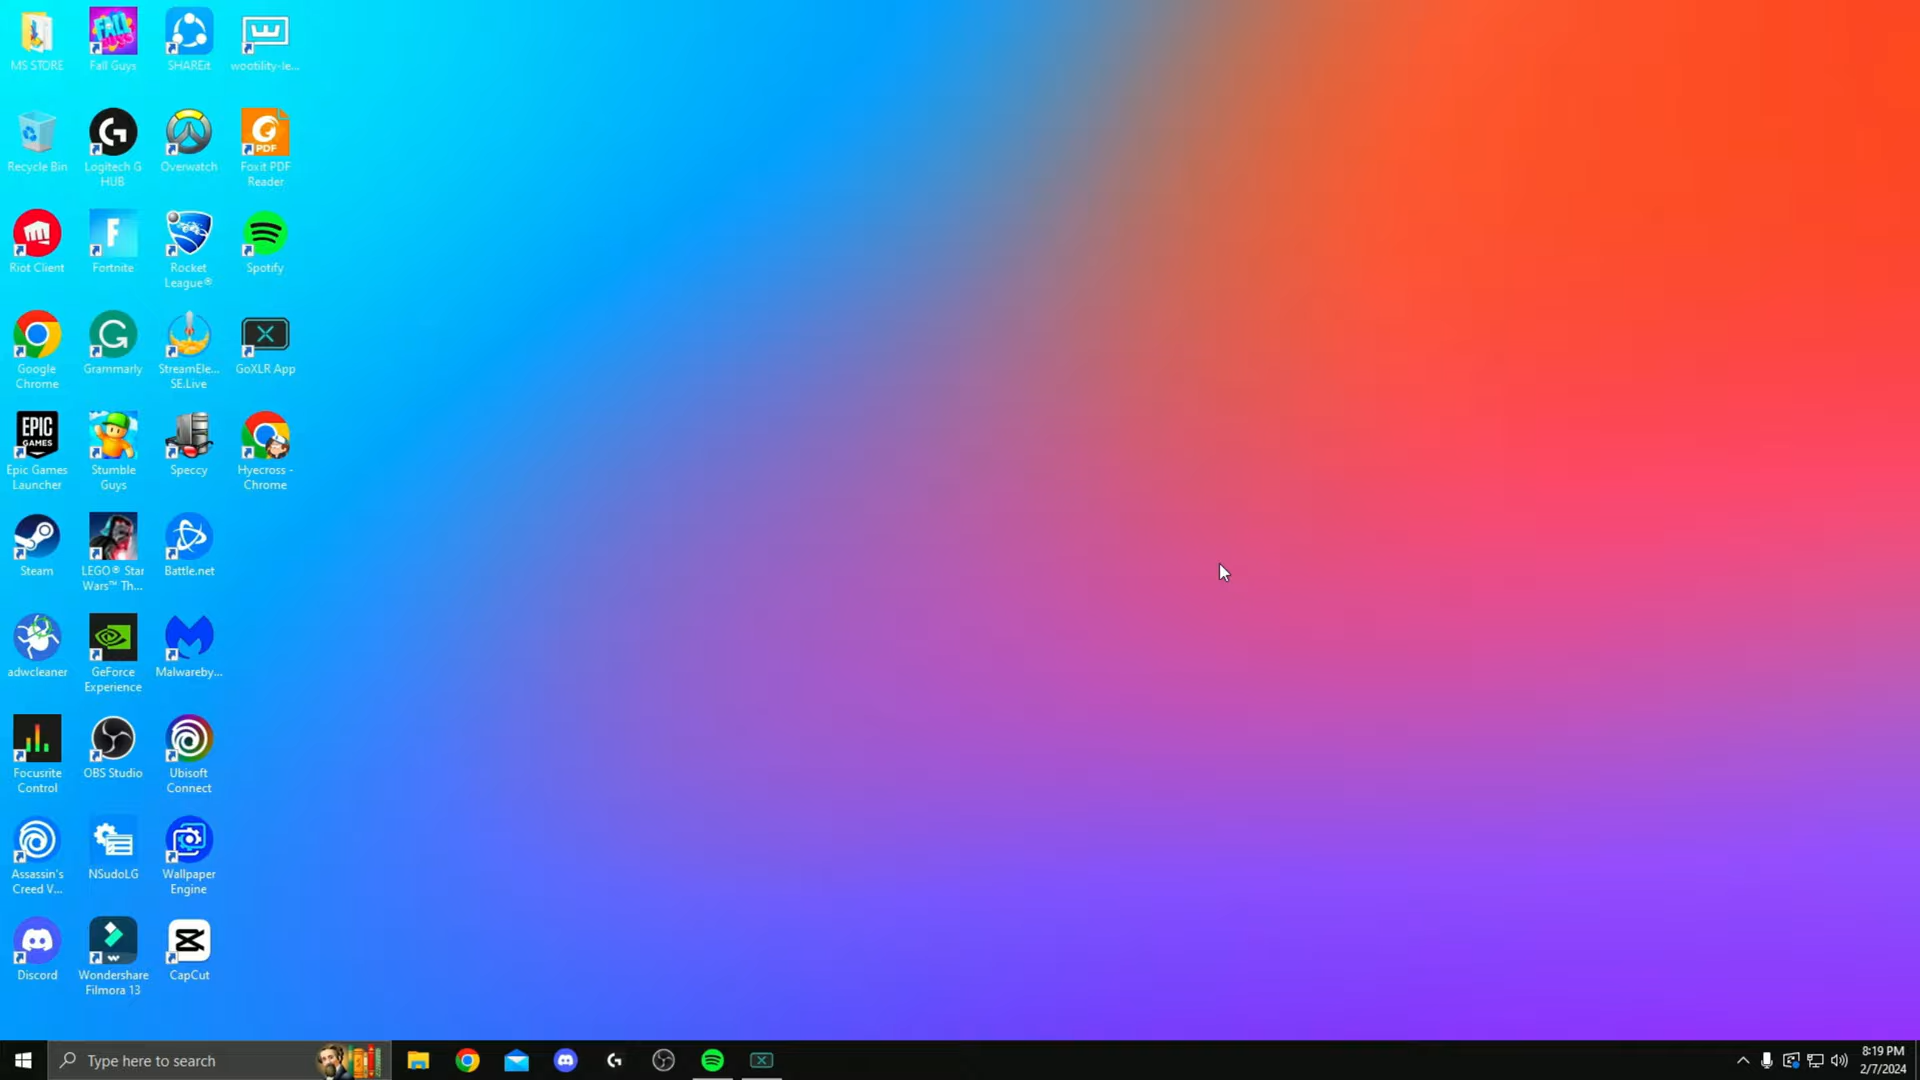 MS STORE
Fall Guys
SHAREit
wootility-le...
Recycle Bin
Logitech G
HUB
Overwatch
PDF
Foxit PDF
Reader
Riot Client
Fortnite
Rocket
League®
Spotify
Google
Chrome
Grammarly
StreamEle...
SE.Live
GoXLR App
EPIC
GAMES
Epic Games
Launcher
Stumble
Guys
Speccy
Hyecross -
Chrome
Steam
LEGO® Star
Wars™ Th...
Battle.net
adwcleaner
GeForce
Experience
Malwareby...
Focusrite
Control
OBS Studio
Ubisoft
Connect
Assassin's
Creed V...
NSudoLG
Wallpaper
Engine
Discord
Wondershare
Filmora 13
CapCut
Type here to search
8:19 PM
2/7/2024